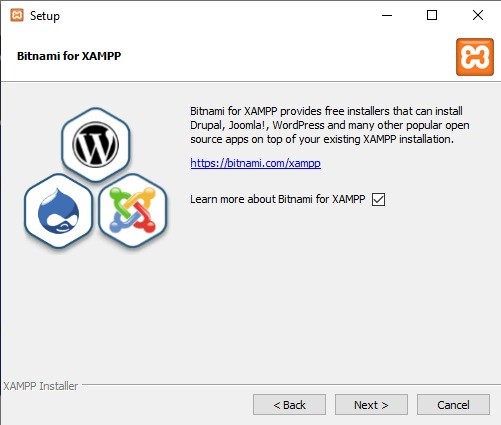 Setup
Bitnami for XAMPP
Bitnami for XAMPP provides free installers that can install
Drupal, Joomla!, WordPress and many other popular open
source apps on top of your existing XAMPP installation.
https://bitnami.com/xampp
Learn more about Bitnami for XAMPP
XAMPP Installer
< Back
Next >
Cancel